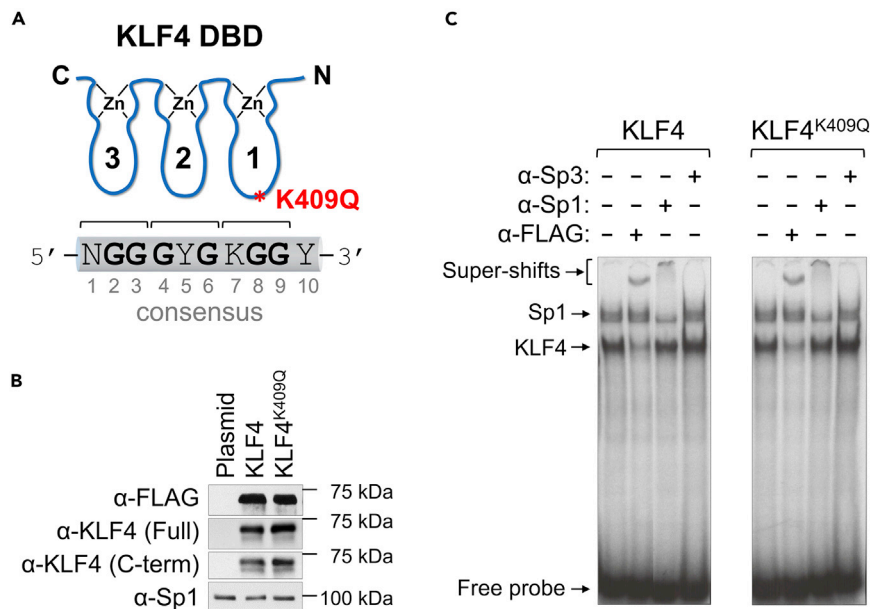 A
KLF4 DBD
C N
Zn Zn Zn
3 2 1
* K409Q
5′ NGGGYGKGGY 3′
1 2 3 4 5 6 7 8 9 10
consensus
B
Plasmid
KLF4
KLF4K409Q
α-FLAG 75 kDa
α-KLF4 (Full) 75 kDa
α-KLF4 (C-term) 75 kDa
α-Sp1 100 kDa
C
KLF4 KLF4K409Q
α-Sp3: – – – + – – – +
α-Sp1: – – + – – – + –
α-FLAG: – + – – – + – –
Super-shifts
Sp1
KLF4
Free probe